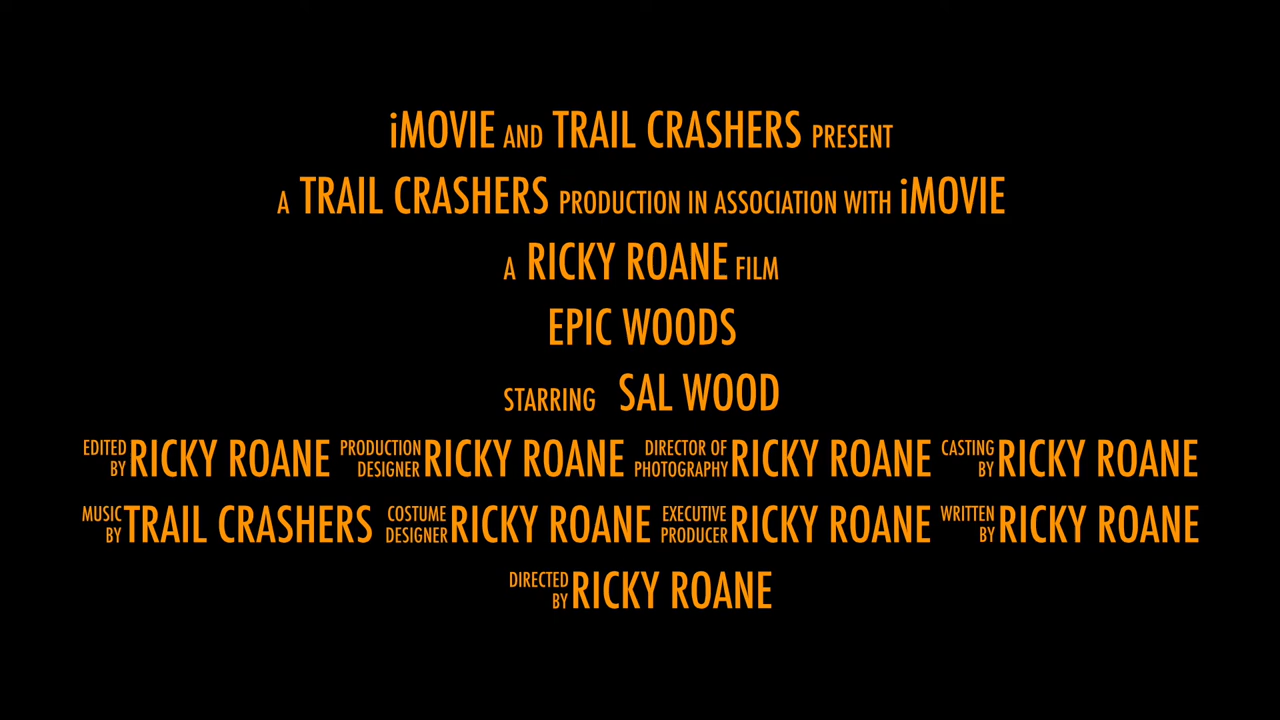 iMOVIE AND TRAIL CRASHERS PRESENT
A TRAIL CRASHERS PRODUCTION IN ASSOCIATION WITH iMOVIE
A RICKY ROANE FILM
EPIC WOODS
STARRING SAL WOOD
EDITED BY RICKY ROANE PRODUCTION DESIGNER RICKY ROANE DIRECTOR OF PHOTOGRAPHY RICKY ROANE CASTING BY RICKY ROANE
MUSIC BY TRAIL CRASHERS COSTUME DESIGNER RICKY ROANE EXECUTIVE PRODUCER RICKY ROANE WRITTEN BY RICKY ROANE
DIRECTED BY RICKY ROANE